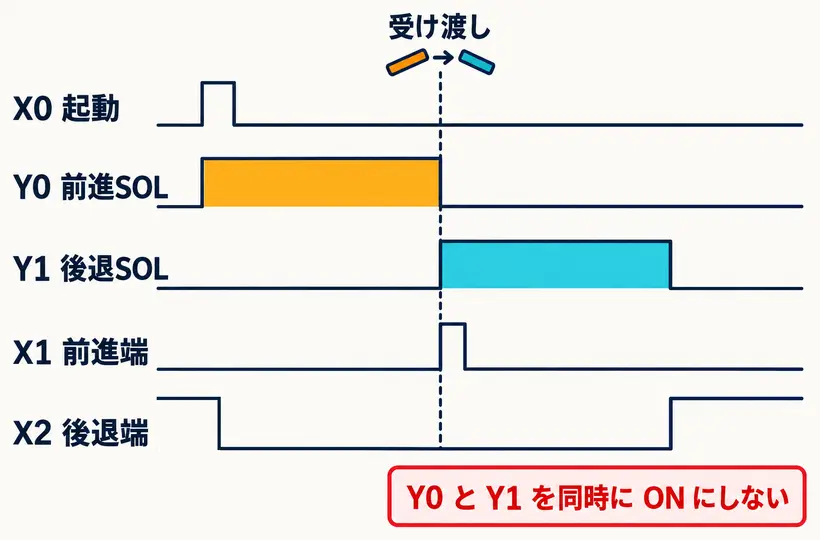 受け渡し
X0 起動
Y0 前進SOL
Y1 後退SOL
X1 前進端
X2 後退端
Y0 と Y1 を同時に ON にしない